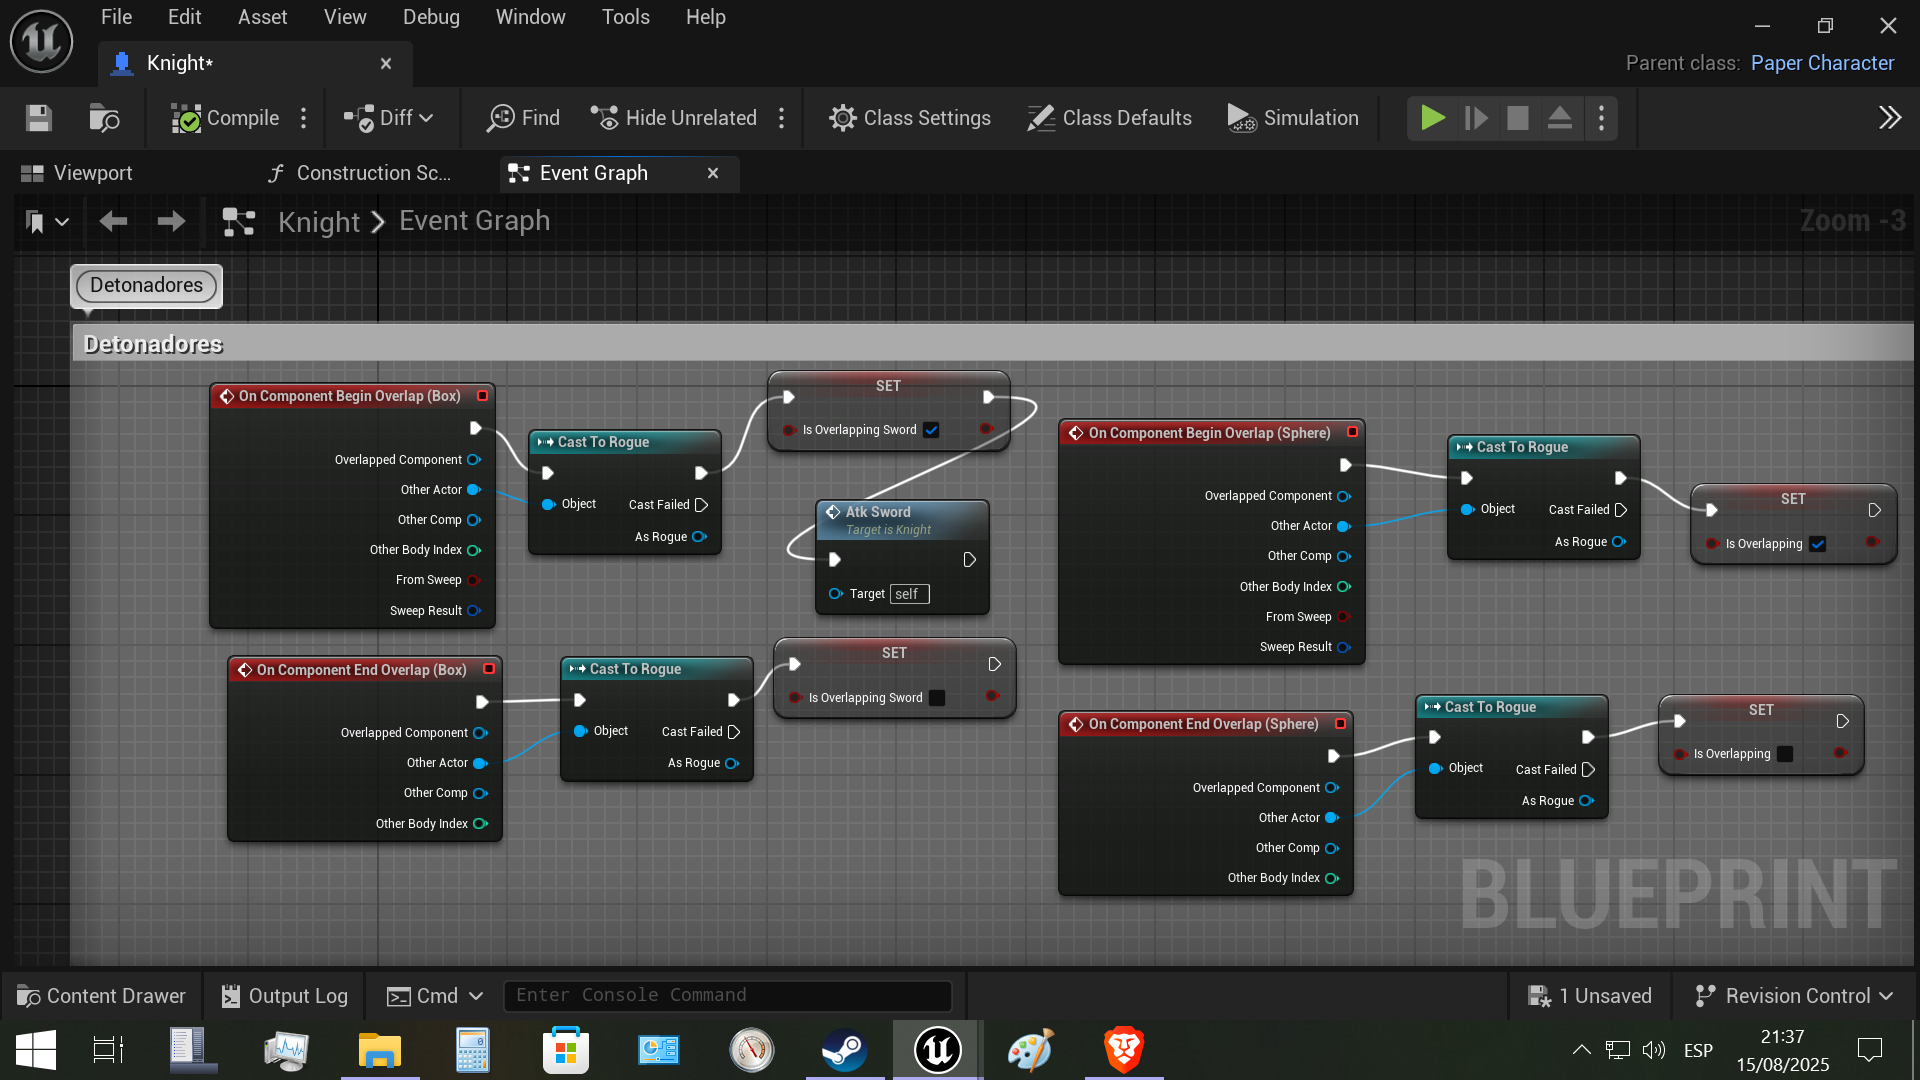 File Edit Asset View Debug Window Tools Help
Knight*
Parent class: Paper Character
Compile Diff Find Hide Unrelated Class Settings Class Defaults Simulation
Viewport Construction Sc... Event Graph
Knight Event Graph Zoom -3
Detonadores
Detonadores
On Component Begin Overlap (Box)
Overlapped Component
Other Actor
Other Comp
Other Body Index
From Sweep
Sweep Result
Cast To Rogue
Object Cast Failed
As Rogue
SET
Is Overlapping Sword
Atk Sword
Target is Knight
Target self
On Component End Overlap (Box)
Overlapped Component
Other Actor
Other Comp
Other Body Index
Cast To Rogue
Object Cast Failed
As Rogue
SET
Is Overlapping Sword
On Component Begin Overlap (Sphere)
Overlapped Component
Other Actor
Other Comp
Other Body Index
From Sweep
Sweep Result
Cast To Rogue
Object Cast Failed
As Rogue
SET
Is Overlapping
On Component End Overlap (Sphere)
Overlapped Component
Other Actor
Other Comp
Other Body Index
Cast To Rogue
Object Cast Failed
As Rogue
SET
Is Overlapping
BLUEPRINT
Content Drawer Output Log Cmd Enter Console Command 1 Unsaved Revision Control
ESP
21:37
15/08/2025